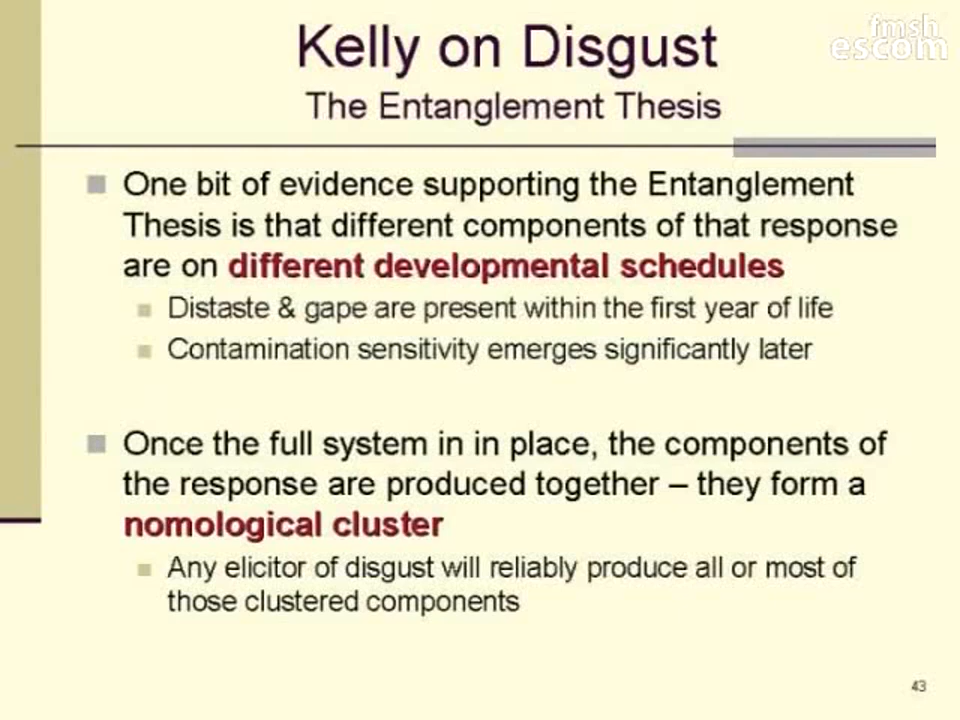 fmsh
escom
Kelly on Disgust
The Entanglement Thesis
One bit of evidence supporting the Entanglement
Thesis is that different components of that response
are on different developmental schedules
Distaste & gape are present within the first year of life
Contamination sensitivity emerges significantly later
Once the full system in in place, the components of
the response are produced together – they form a
nomological cluster
Any elicitor of disgust will reliably produce all or most of
those clustered components
43